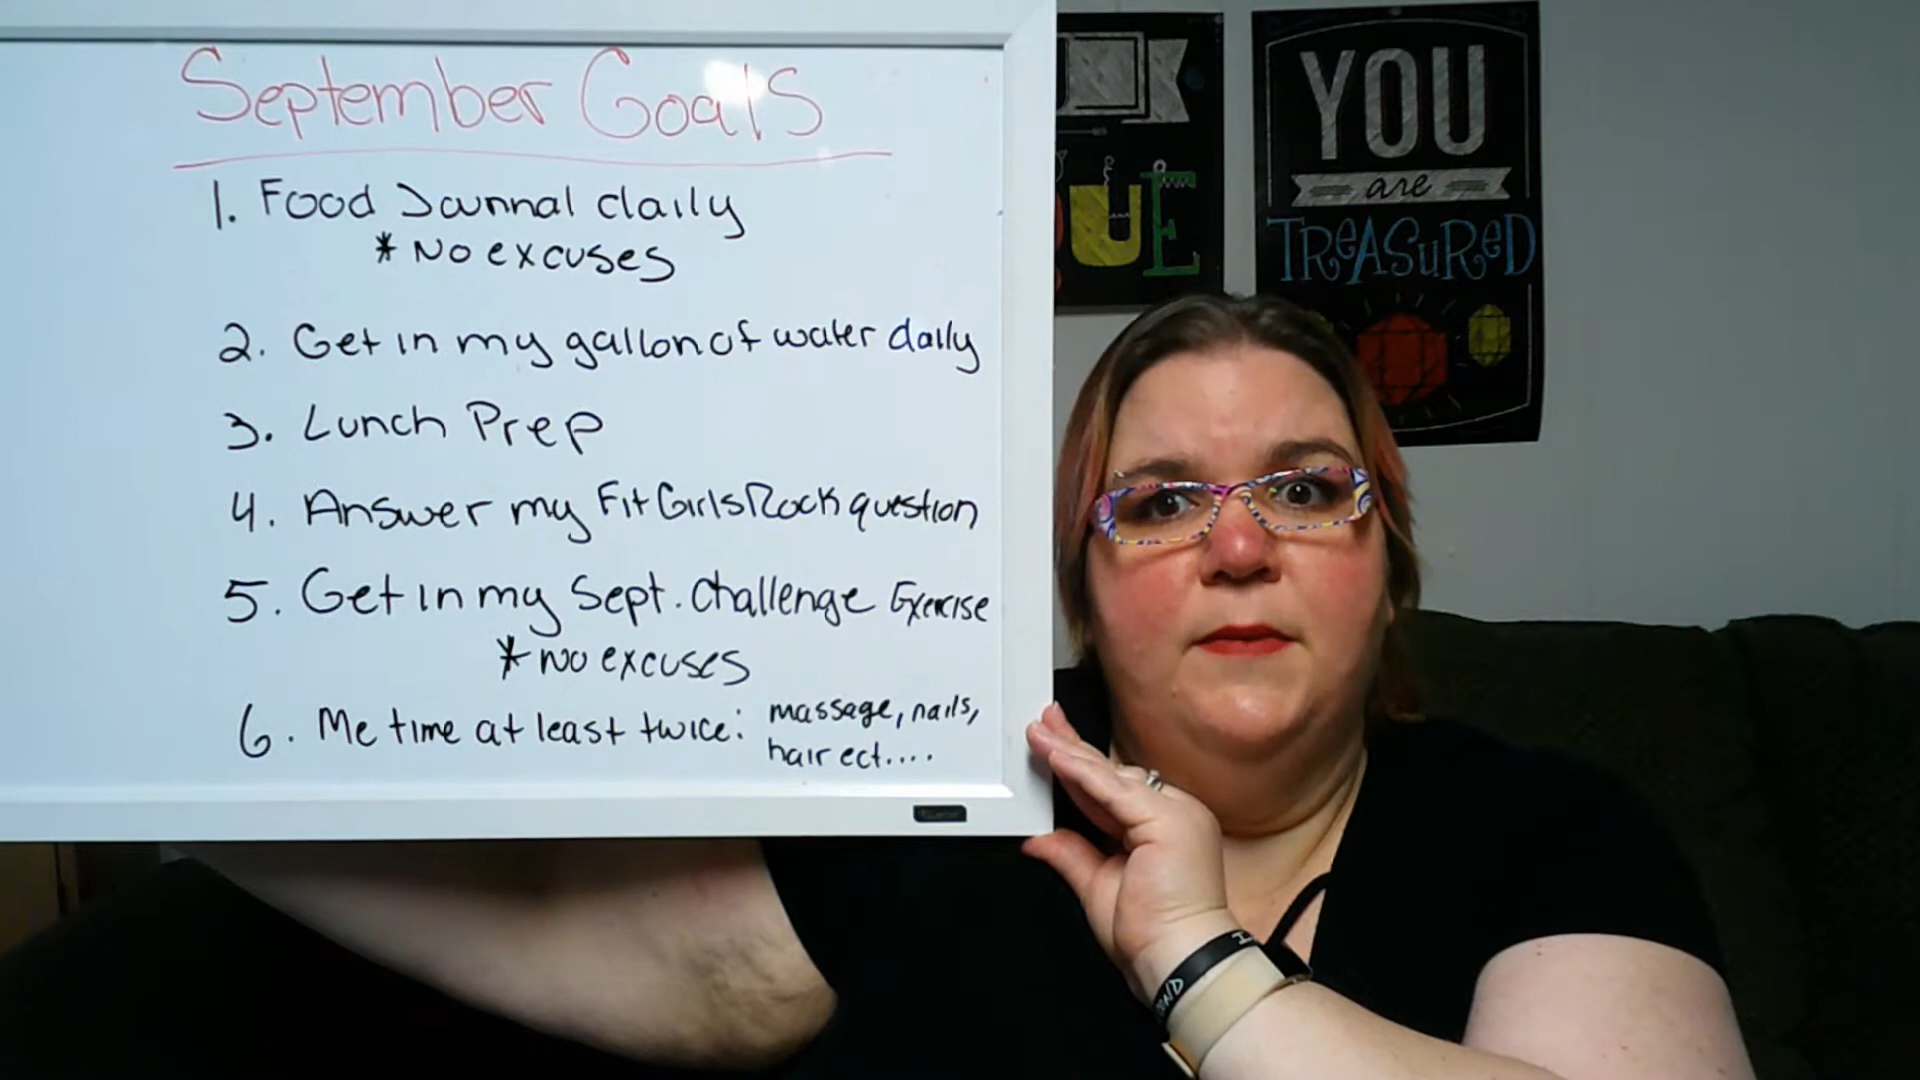 September Goals
1. Food Journal daily
* No excuses
2. Get in my gallon of water daily
3. Lunch Prep
4. Answer my FitGirlsRock question
5. Get in my Sept. Challenge Exercise
* No excuses
6. Me time at least twice: massage, nails,
hair ect....
UE
YOU
are
TREASURED